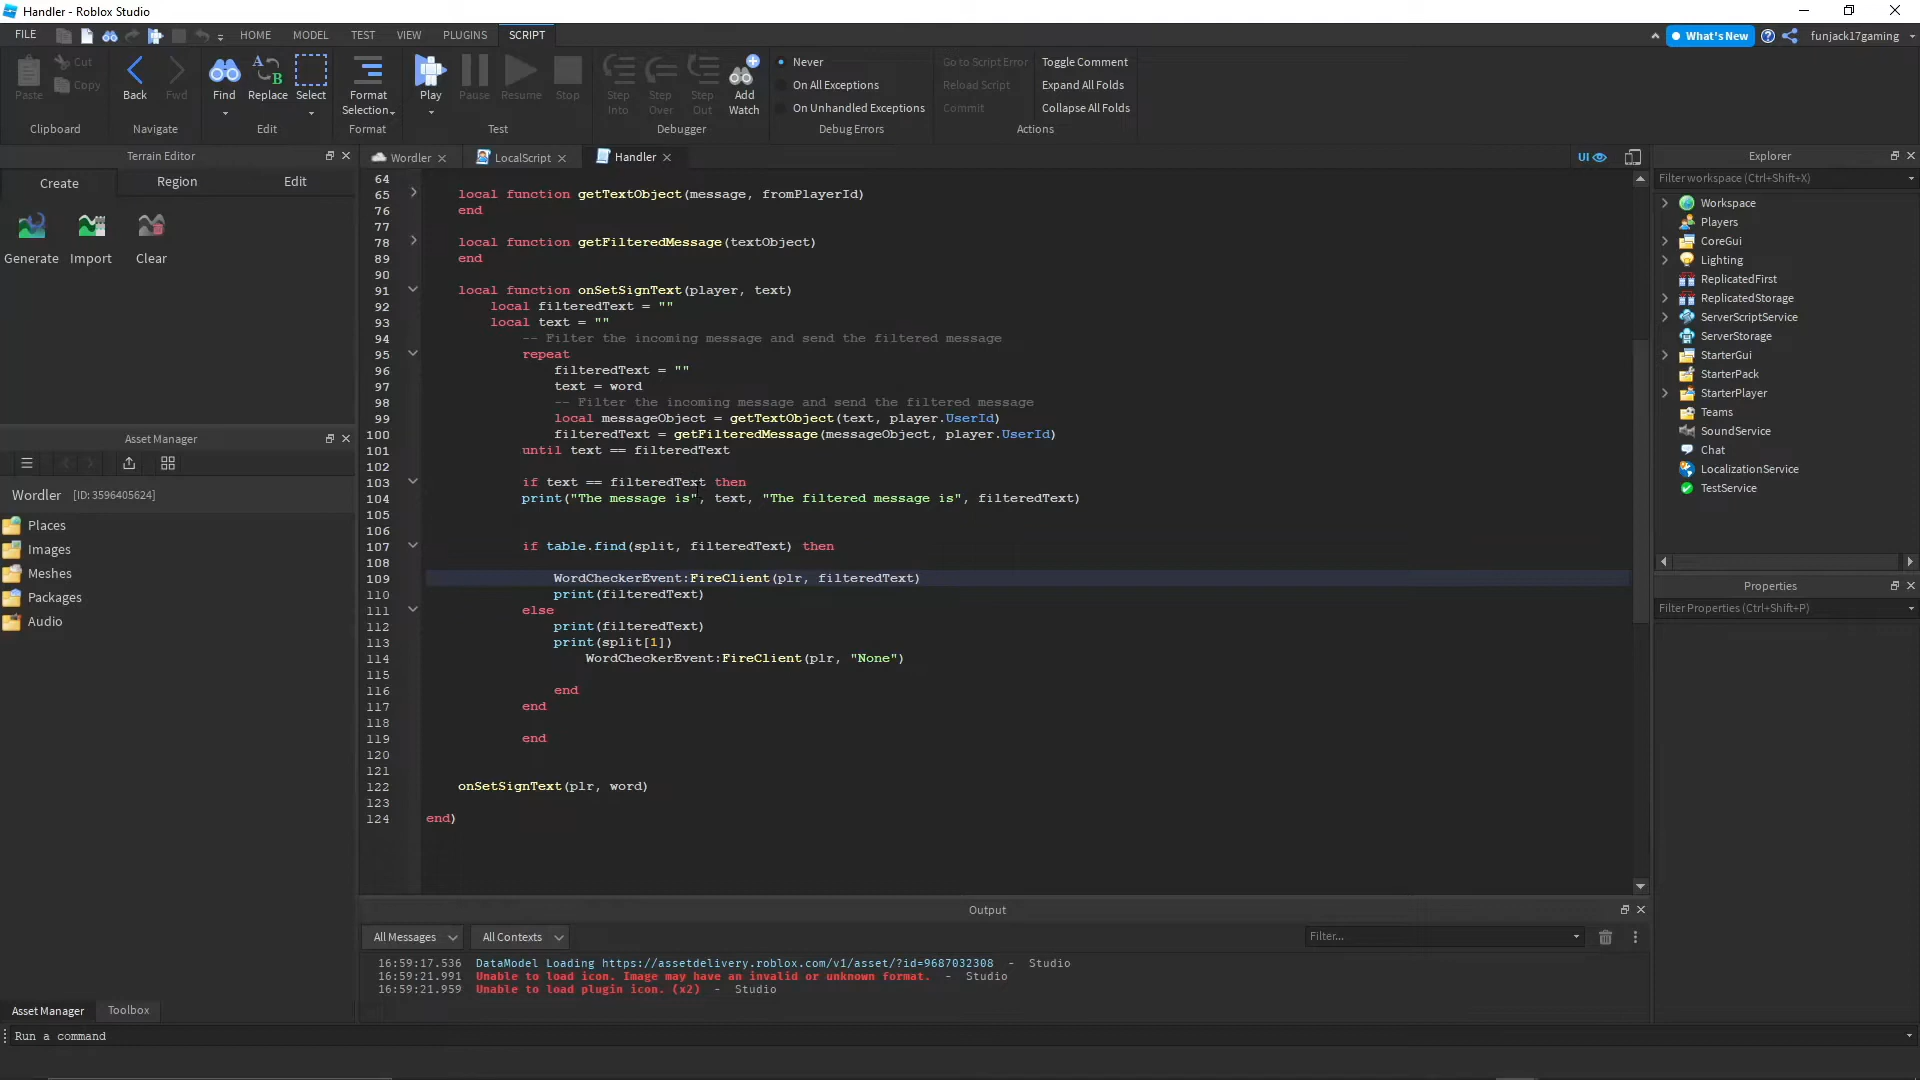 Handler - Roblox Studio
FILE HOME MODEL TEST VIEW PLUGINS SCRIPT What's New funjack17gaming
Paste Cut Copy Back Fwd Find Replace Select Format Selection Play Pause Resume Stop Step Into Step Over Step Out Add Watch
Never Go to Script Error Toggle Comment
On All Exceptions Reload Script Expand All Folds
On Unhandled Exceptions Commit Collapse All Folds
Clipboard Navigate Edit Format Test Debugger Debug Errors Actions
Terrain Editor
Create Region Edit
Generate Import Clear
Asset Manager
Wordler [ID: 3596405624]
Places
Images
Meshes
Packages
Audio
Asset Manager Toolbox
Wordler LocalScript Handler UI
64
65 local function getTextObject(message, fromPlayerId)
76 end
77
78 local function getFilteredMessage(textObject)
89 end
90
91 local function onSetSignText(player, text)
92 local filteredText = ""
93 local text = ""
94 -- Filter the incoming message and send the filtered message
95 repeat
96 filteredText = ""
97 text = word
98 -- Filter the incoming message and send the filtered message
99 local messageObject = getTextObject(text, player.UserId)
100 filteredText = getFilteredMessage(messageObject, player.UserId)
101 until text == filteredText
102
103 if text == filteredText then
104 print("The message is", text, "The filtered message is", filteredText)
105
106
107 if table.find(split, filteredText) then
108
109 WordCheckerEvent:FireClient(plr, filteredText)
110 print(filteredText)
111 else
112 print(filteredText)
113 print(split[1])
114 WordCheckerEvent:FireClient(plr, "None")
115
116 end
117 end
118
119 end
120
121
122 onSetSignText(plr, word)
123
124 end)
Output
All Messages All Contexts Filter...
16:59:17.536 DataModel Loading https://assetdelivery.roblox.com/v1/asset/?id=9687032308 - Studio
16:59:21.991 Unable to load icon. Image may have an invalid or unknown format. - Studio
16:59:21.959 Unable to load plugin icon. (x2) - Studio
Explorer
Filter workspace (Ctrl+Shift+X)
Workspace
Players
CoreGui
Lighting
ReplicatedFirst
ReplicatedStorage
ServerScriptService
ServerStorage
StarterGui
StarterPack
StarterPlayer
Teams
SoundService
Chat
LocalizationService
TestService
Properties
Filter Properties (Ctrl+Shift+P)
Run a command